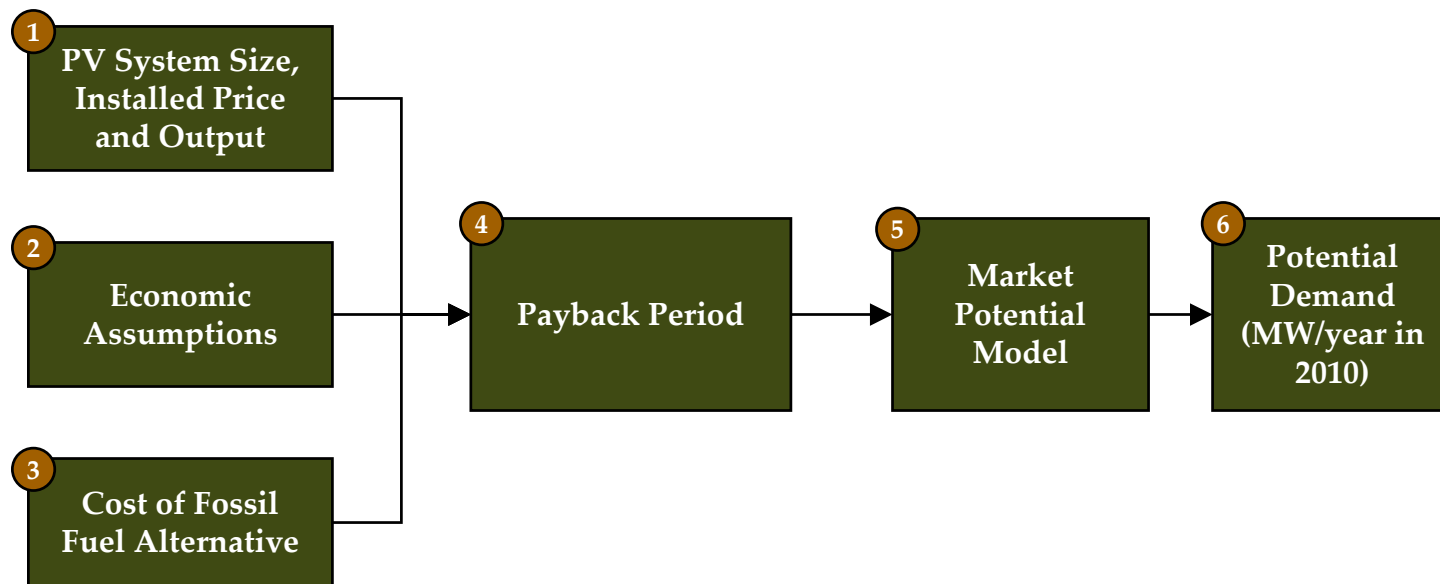 1
PV System Size,
Installed Price
and Output
2
Economic
Assumptions
3
Cost of Fossil
Fuel Alternative
4
Payback Period
5
Market
Potential
Model
6
Potential
Demand
(MW/year in
2010)